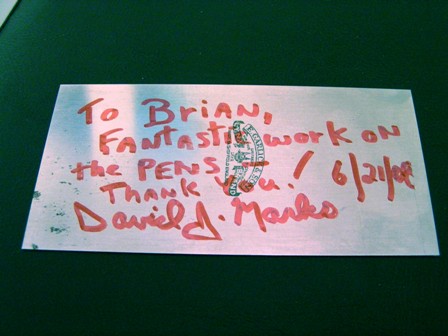 To BRian,
FANTASTIC WORK ON
the PENS! 6/21/08
THANK You!
David J. Marks